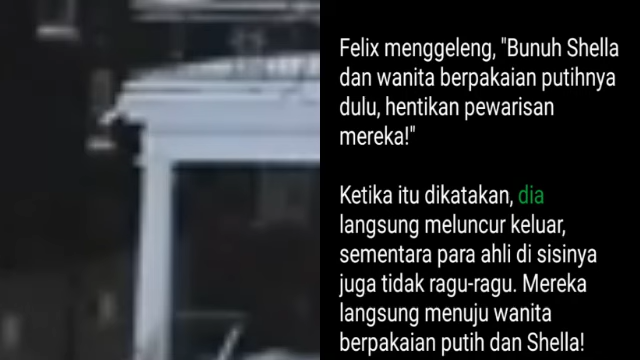 Felix menggeleng, "Bunuh Shella
dan wanita berpakaian putihnya
dulu, hentikan pewarisan
mereka!"
Ketika itu dikatakan, dia
langsung meluncur keluar,
sementara para ahli di sisinya
juga tidak ragu-ragu. Mereka
langsung menuju wanita
berpakaian putih dan Shella!